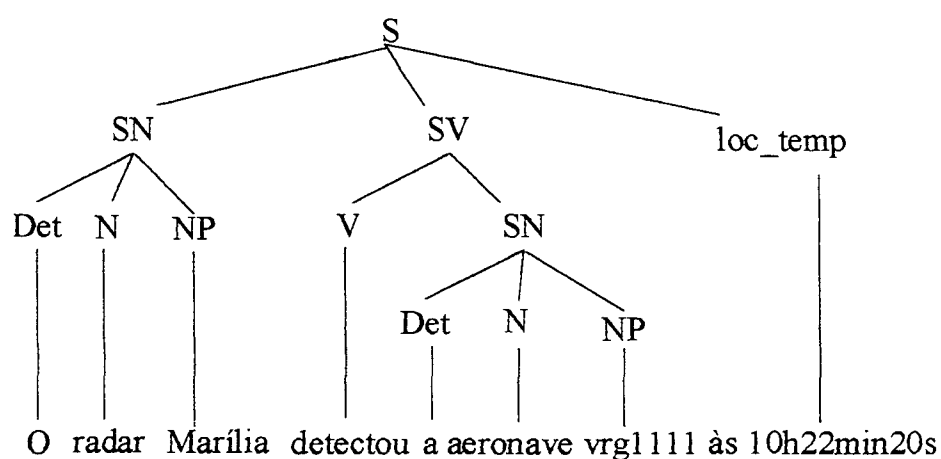 S
SN SV loc_temp
Det N NP V SN
Det N NP
O radar Marília detectou a aeronave vrg1111 às 10h22min20s